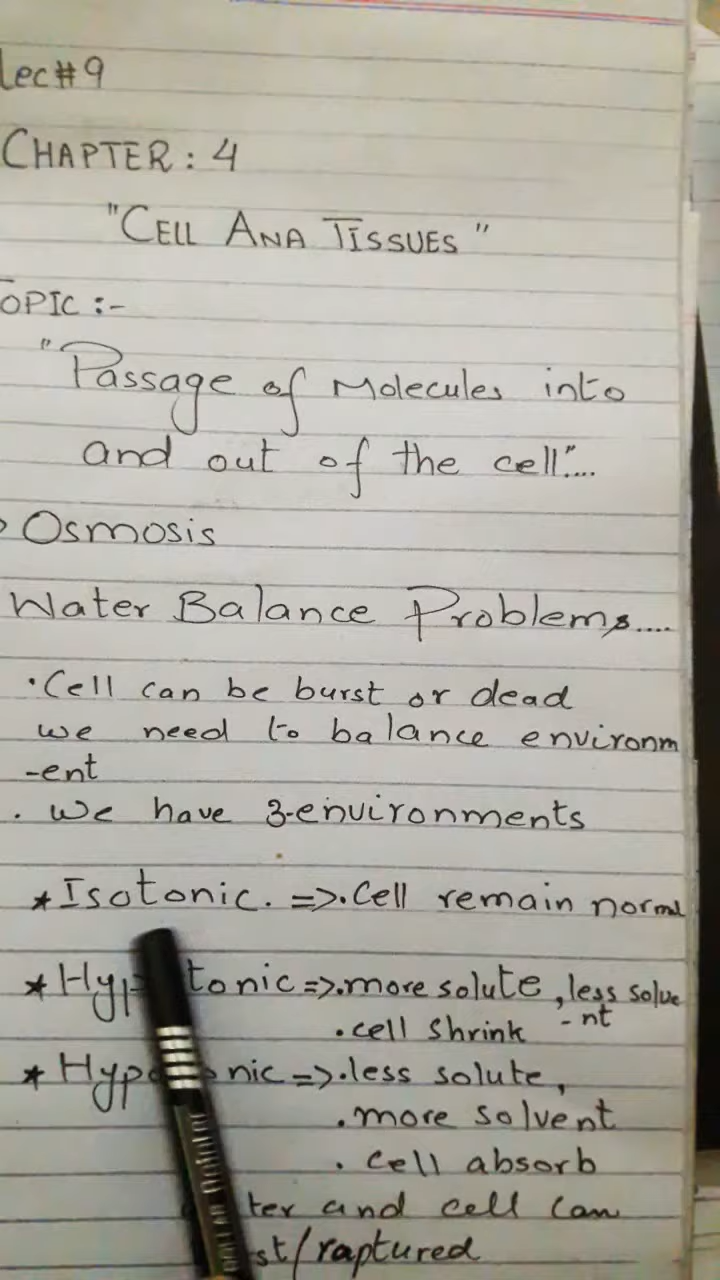 Lec#9
CHAPTER: 4
"CELL ANA TISSUES"
TOPIC :-
"Passage of Molecules into
and out of the cell"....
Osmosis
Water Balance Problems....
•Cell can be burst or dead
we need to balance environm
-ent
. We have 3-environments
*Isotonic. =>.Cell remain normal
* Hyp tonic =>.more solute, less solve
.cell shrink -nt
* Hypo nic =>.less solute,
.more solvent
. Cell absorb
ter and cell can
st/raptured
DOLLAR